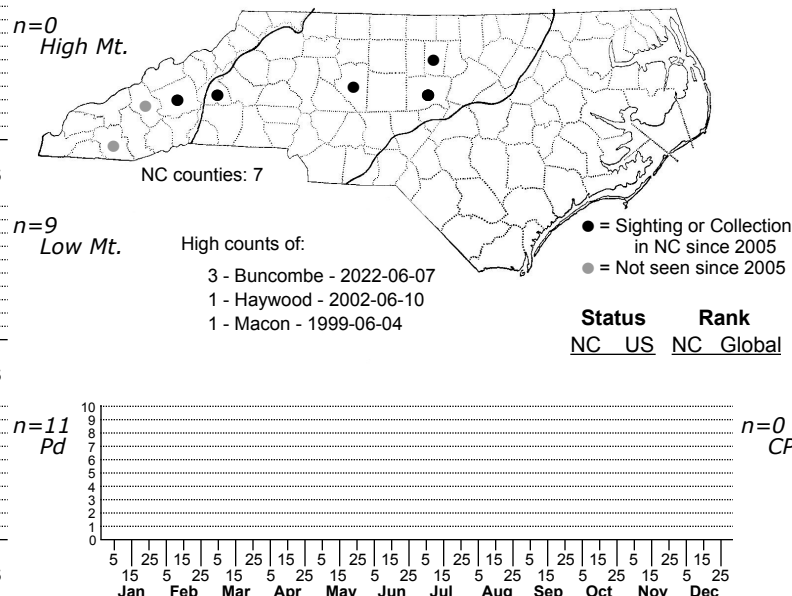 n=0
High Mt.
NC counties: 7
n=9
Low Mt.
High counts of:
3 - Buncombe - 2022-06-07
1 - Haywood - 2002-06-10
1 - Macon - 1999-06-04
= Sighting or Collection
in NC since 2005
= Not seen since 2005
Status Rank
NC US NC Global
n=11
Pd
10
9
8
7
6
5
4
3
2
1
0
n=0
CP
5 25 15 5 25 15 5 25 15 5 25 15 5 25 15 5 25 15
15 5 25 15 5 25 15 5 25 15 5 25 15 5 25 15 5 25
Jan Feb Mar Apr May Jun Jul Aug Sep Oct Nov Dec